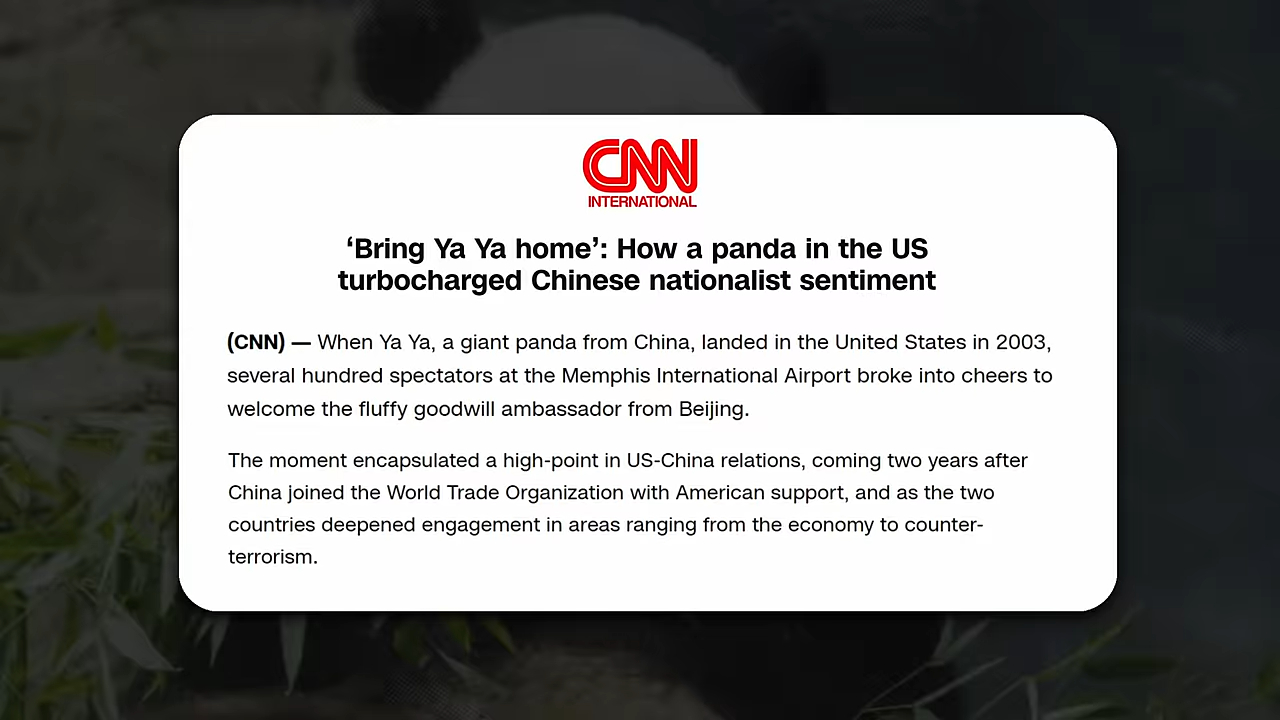 CNN
INTERNATIONAL
‘Bring Ya Ya home’: How a panda in the US
turbocharged Chinese nationalist sentiment
(CNN) — When Ya Ya, a giant panda from China, landed in the United States in 2003,
several hundred spectators at the Memphis International Airport broke into cheers to
welcome the fluffy goodwill ambassador from Beijing.
The moment encapsulated a high-point in US-China relations, coming two years after
China joined the World Trade Organization with American support, and as the two
countries deepened engagement in areas ranging from the economy to counter-
terrorism.